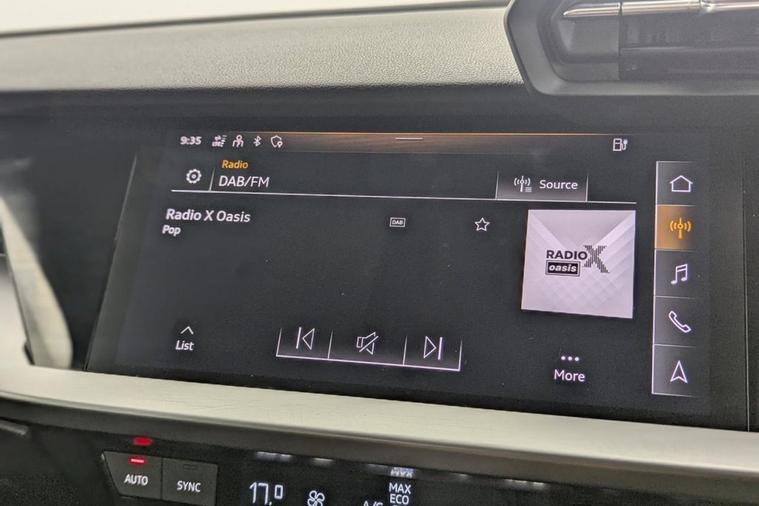 9:35
Radio
DAB/FM
Source
Radio X Oasis
Pop
DAB
RADIO X
oasis
List
More
AUTO
SYNC
17.0
MAX
A/C
MAX
ECO